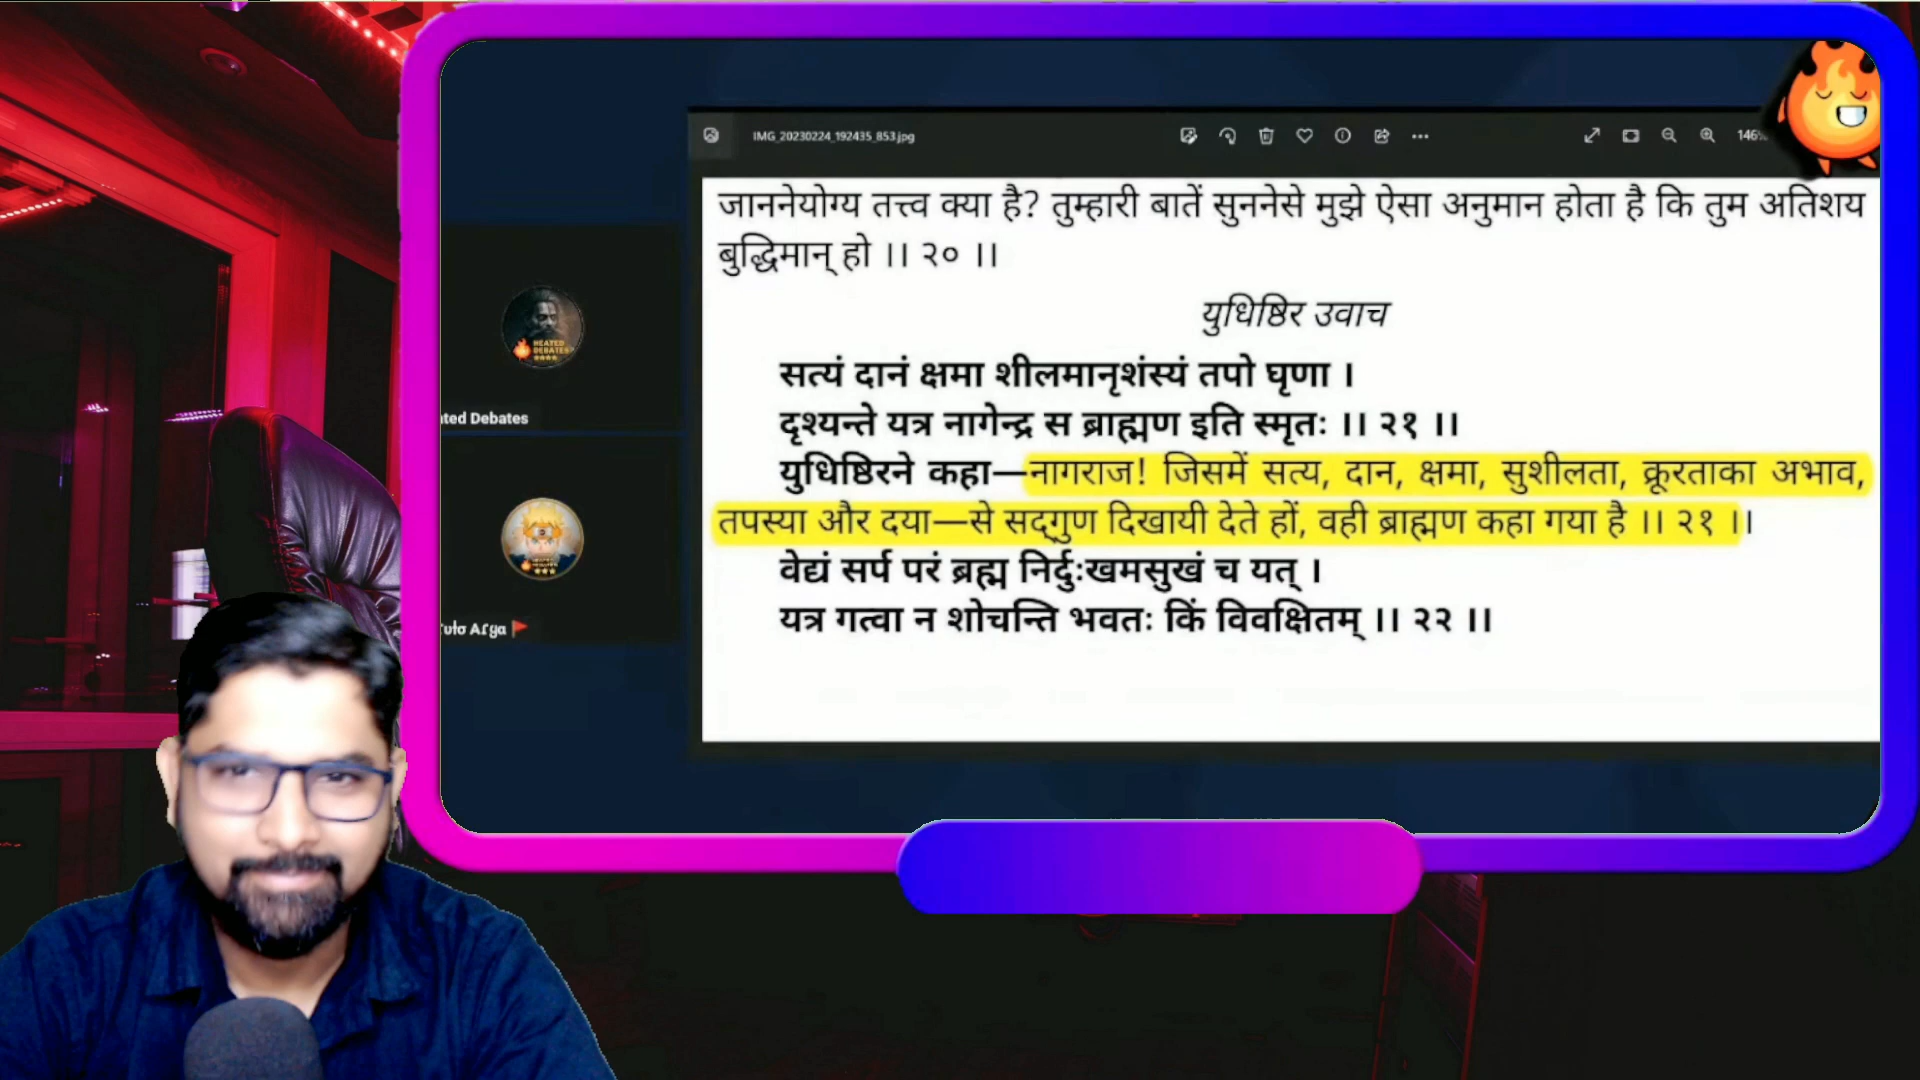 IMG_20230224_192435_853.jpg
146%
जाननेयोग्य तत्त्व क्या है? तुम्हारी बातें सुननेसे मुझे ऐसा अनुमान होता है कि तुम अतिशय
बुद्धिमान् हो ।। २० ।।
युधिष्ठिर उवाच
सत्यं दानं क्षमा शीलमानृशंस्यं तपो घृणा ।
दृश्यन्ते यत्र नागेन्द्र स ब्राह्मण इति स्मृतः ।। २१ ।।
युधिष्ठिरने कहा—नागराज! जिसमें सत्य, दान, क्षमा, सुशीलता, क्रूरताका अभाव,
तपस्या और दया—से सद्‌गुण दिखायी देते हों, वही ब्राह्मण कहा गया है ।। २१ ।।
वेद्यं सर्प परं ब्रह्म निर्दुःखमसुखं च यत् ।
यत्र गत्वा न शोचन्ति भवतः किं विवक्षितम् ।। २२ ।।
HEATED
DEBATES
ted Debates